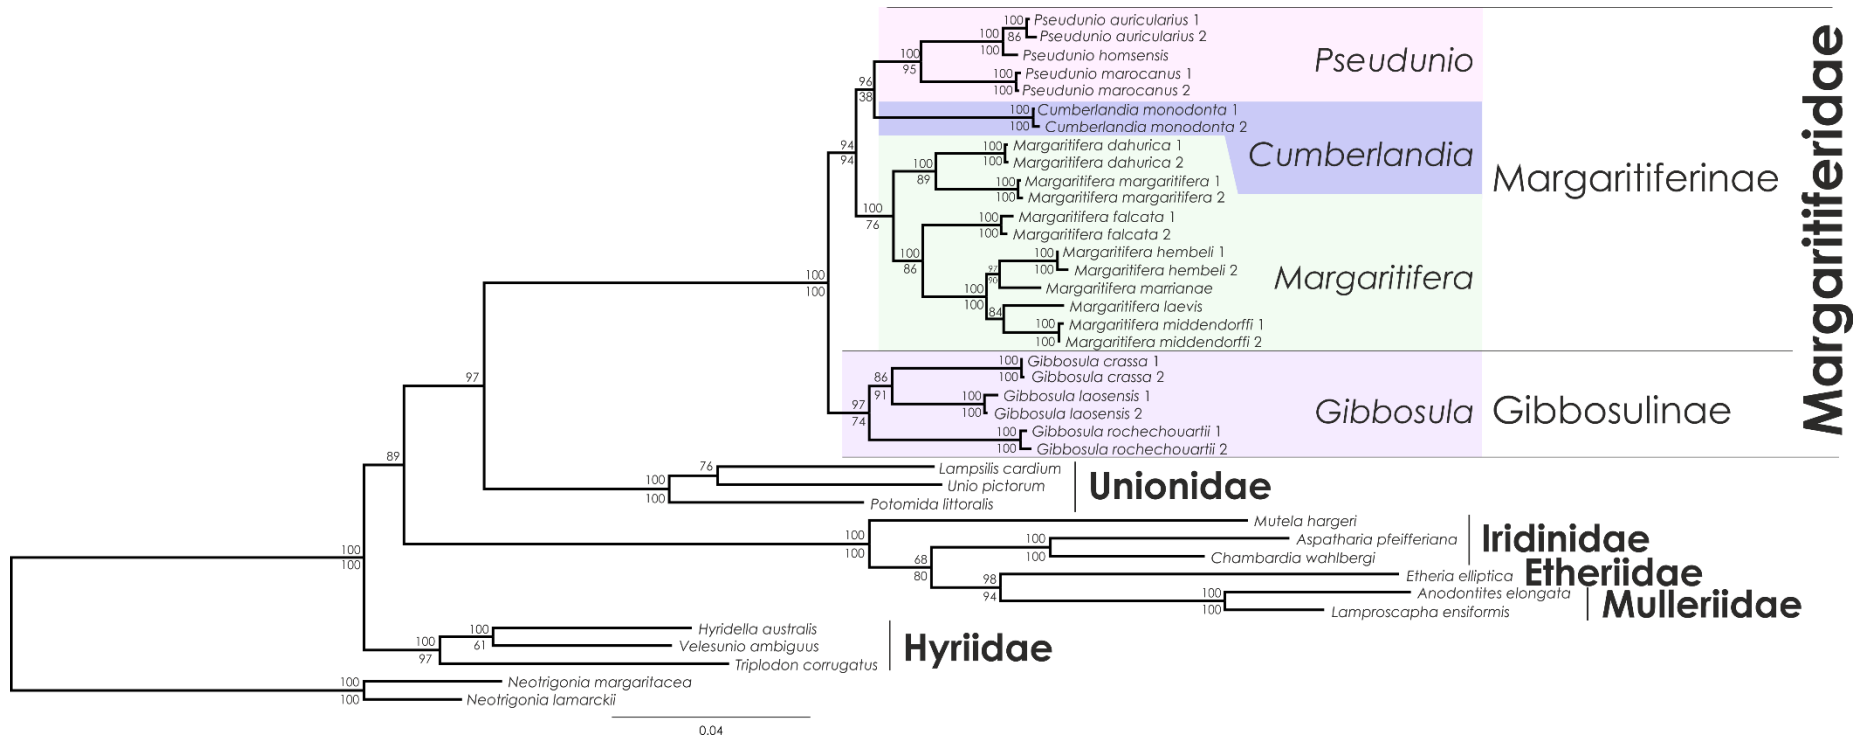 100 Pseudunio auricularius 1
100 86 Pseudunio auricularius 2
100 100 Pseudunio homsensis
95 100 Pseudunio marocanus 1
96 100 Pseudunio marocanus 2
Pseudunio
38 100 Cumberlandia monodonta 1
100 Cumberlandia monodonta 2
94 100 Margaritifera dahurica 1
94 100 100 Margaritifera dahurica 2
Cumberlandia
89 100 Margaritifera margaritifera 1
100 Margaritifera margaritifera 2
Margaritiferinae
100 100 Margaritifera falcata 1
76 100 Margaritifera falcata 2
100 100 Margaritifera hembeli 1
86 97 100 Margaritifera hembeli 2
100 100 90 Margaritifera marrianae
100 100 84 Margaritifera laevis
100 Margaritifera middendorffi 1
100 Margaritifera middendorffi 2
Margaritifera
Margaritiferidae
100 Gibbosula crassa 1
97 86 100 Gibbosula crassa 2
91 100 Gibbosula laosensis 1
97 74 100 Gibbosula laosensis 2
100 Gibbosula rochechouartii 1
100 Gibbosula rochechouartii 2
Gibbosula
Gibbosulinae
89 76 Lampsilis cardium
100 Unio pictorum
100 Potomida littoralis
Unionidae
100 Mutela hargeri
100 100 Aspatharia pfeifferiana
100 100 68 100 Chambardia wahlbergi
Iridinidae
80 98 Etheria elliptica
Etheriidae
94 100 Anodontites elongata
100 Lamproscapha ensiformis
Mulleriidae
100 Hyridella australis
100 61 Velesunio ambiguus
97 Triplodon corrugatus
Hyriidae
100 Neotrigonia margaritacea
100 Neotrigonia lamarckii
0.04